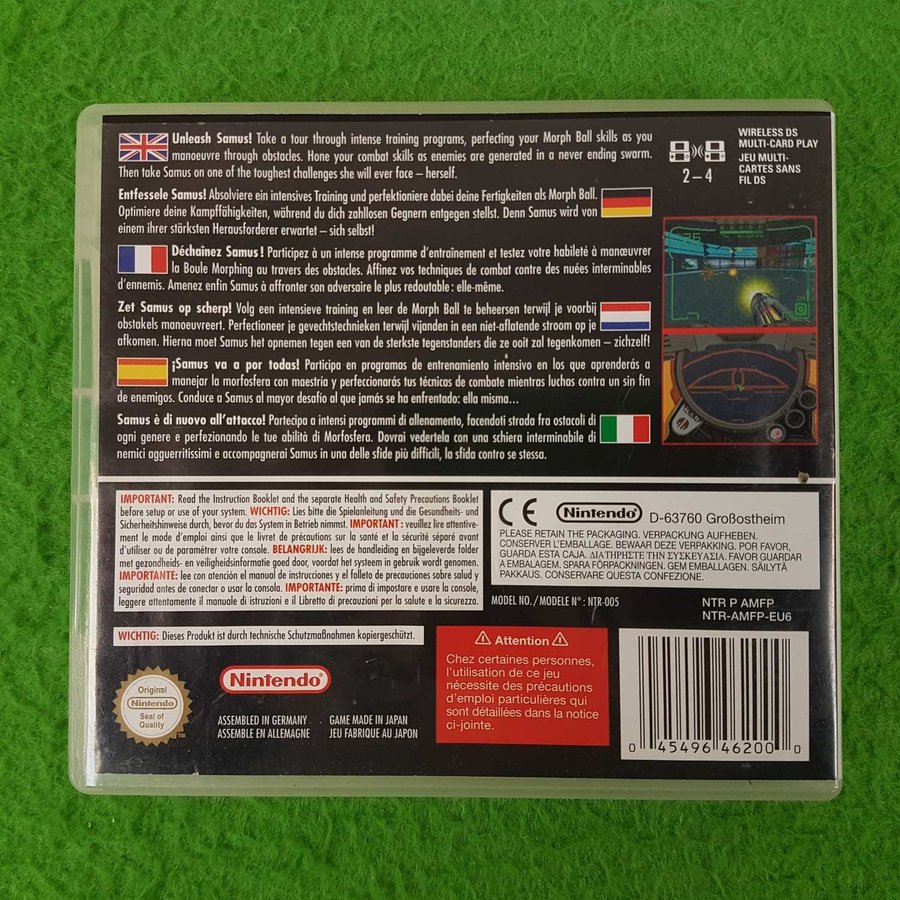 Unleash Samus! Take a tour through intense training programs, perfecting your Morph Ball skills as you
manoeuvre through obstacles. Hone your combat skills as enemies are generated in a never ending swarm.
Then take Samus on one of the toughest challenges she will ever face – herself.
Entfessele Samus! Absolviere ein intensives Training und perfektioniere dabei deine Fertigkeiten als Morph Ball.
Optimiere deine Kampffähigkeiten, während du dich zahllosen Gegnern entgegen stellst. Denn Samus wird von
einem ihrer stärksten Herausforderer erwartet – sich selbst!
Déchaînez Samus ! Participez à un intense programme d'entraînement et testez votre habileté à manœuvrer
la Boule Morphing au travers des obstacles. Affinez vos techniques de combat contre des nuées interminables
d'ennemis. Amenez enfin Samus à affronter son adversaire le plus redoutable : elle-même.
Zet Samus op scherp! Volg een intensieve training en leer de Morph Ball te beheersen terwijl je voorbij
obstakels manoeuvreert. Perfectioneer je gevechtstechnieken terwijl vijanden in een niet-aflatende stroom op je
afkomen. Hierna moet Samus het opnemen tegen een van de sterkste tegenstanders die ze ooit zal tegenkomen – zichzelf!
¡Samus va a por todas! Participa en programas de entrenamiento intensivo en los que aprenderás a
manejar la morfosfera con maestría y perfeccionarás tus técnicas de combate mientras luchas contra un sin fin
de enemigos. Conduce a Samus al mayor desafío al que jamás se ha enfrentado: ella misma...
Samus è di nuovo all'attacco! Partecipa a intensi programmi di allenamento, facendoti strada fra ostacoli di
ogni genere e perfezionando le tue abilità di Morfosfera. Dovrai vedertela con una schiera interminabile di
nemici agguerritissimi e accompagnerai Samus in una delle sfide più difficili, la sfida contro se stessa.
WIRELESS DS
MULTI-CARD PLAY
JEU MULTI-
CARTES SANS
FIL DS
2 – 4
IMPORTANT: Read the Instruction Booklet and the separate Health and Safety Precautions Booklet
before setup or use of your system. WICHTIG: Lies bitte die Spielanleitung und die Gesundheits- und
Sicherheitshinweise durch, bevor du das System in Betrieb nimmst. IMPORTANT : veuillez lire attentive-
ment le mode d'emploi ainsi que le livret de précautions sur la santé et la sécurité séparé avant
d'utiliser ou de paramétrer votre console. BELANGRIJK: lees de handleiding en bijgeleverde folder
met gezondheids- en veiligheidsinformatie goed door, voordat het systeem in gebruik wordt genomen.
IMPORTANTE: lee con atención el manual de instrucciones y el folleto de precauciones sobre salud y
seguridad antes de conectar o usar la consola. IMPORTANTE: prima di impostare e usare la console,
leggere attentamente il manuale di istruzioni e il Libretto di precauzioni per la salute e la sicurezza.
CE Nintendo D-63760 Großostheim
PLEASE RETAIN THE PACKAGING. VERPACKUNG AUFHEBEN.
CONSERVER L'EMBALLAGE. BEWAAR DEZE VERPAKKING. POR FAVOR,
GUARDA ESTA CAJA. ΔΙΑΤΗΡΗΣΤΕ ΤΗΝ ΣΥΣΚΕΥΑΣΙΑ. FAVOR GUARDAR
A EMBALAGEM. SPARA FÖRPACKNINGEN. GEM EMBALLAGEN. SÄILYTÄ
PAKKAUS. CONSERVARE QUESTA CONFEZIONE.
MODEL NO./MODELE N° : NTR-005
NTR P AMFP
NTR-AMFP-EU6
WICHTIG: Dieses Produkt ist durch technische Schutzmaßnahmen kopiergeschützt.
Original
Nintendo
Seal of
Quality
TM
Nintendo
ASSEMBLED IN GERMANY
ASSEMBLE EN ALLEMAGNE
GAME MADE IN JAPAN
JEU FABRIQUE AU JAPON
Attention
Chez certaines personnes,
l'utilisation de ce jeu
nécessite des précautions
d'emploi particulières qui
sont détaillées dans la notice
ci-jointe.
0 45496 46200 0